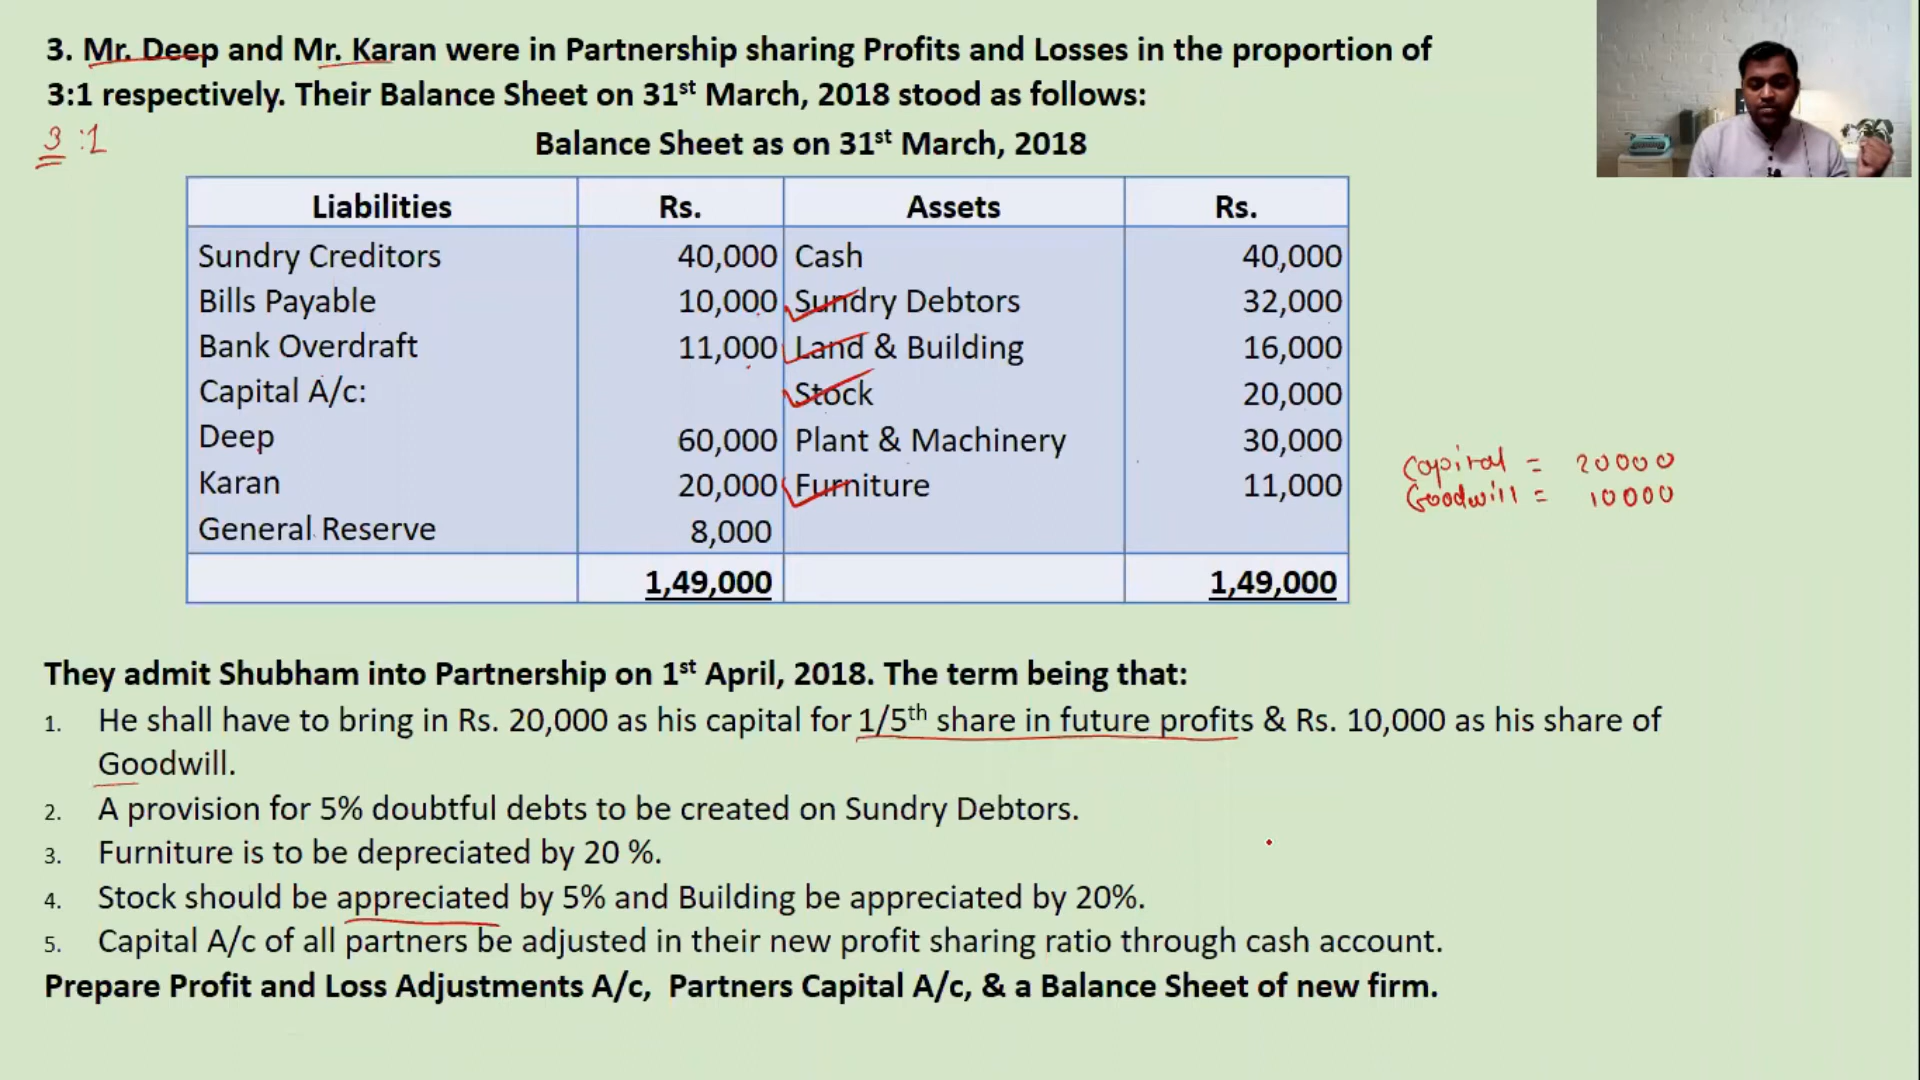 3. Mr. Deep and Mr. Karan were in Partnership sharing Profits and Losses in the proportion of
3:1 respectively. Their Balance Sheet on 31st March, 2018 stood as follows:
3 :1
Balance Sheet as on 31st March, 2018
Liabilities Rs. Assets Rs.
Sundry Creditors 40,000 Cash 40,000
Bills Payable 10,000 Sundry Debtors 32,000
Bank Overdraft 11,000 Land & Building 16,000
Capital A/c: Stock 20,000
Deep 60,000 Plant & Machinery 30,000
Karan 20,000 Furniture 11,000
General Reserve 8,000
1,49,000 1,49,000
Capital = 20000
Goodwill = 10000
They admit Shubham into Partnership on 1st April, 2018. The term being that:
1. He shall have to bring in Rs. 20,000 as his capital for 1/5th share in future profits & Rs. 10,000 as his share of
Goodwill.
2. A provision for 5% doubtful debts to be created on Sundry Debtors.
3. Furniture is to be depreciated by 20 %.
4. Stock should be appreciated by 5% and Building be appreciated by 20%.
5. Capital A/c of all partners be adjusted in their new profit sharing ratio through cash account.
Prepare Profit and Loss Adjustments A/c, Partners Capital A/c, & a Balance Sheet of new firm.